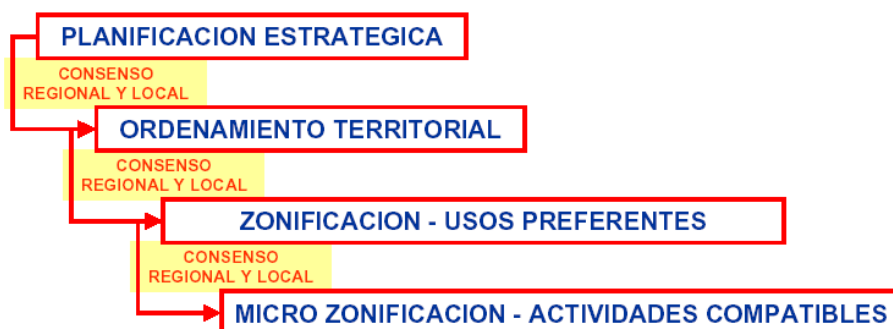 PLANIFICACION ESTRATEGICA
CONSENSO
REGIONAL Y LOCAL
ORDENAMIENTO TERRITORIAL
CONSENSO
REGIONAL Y LOCAL
ZONIFICACION - USOS PREFERENTES
CONSENSO
REGIONAL Y LOCAL
MICRO ZONIFICACION - ACTIVIDADES COMPATIBLES